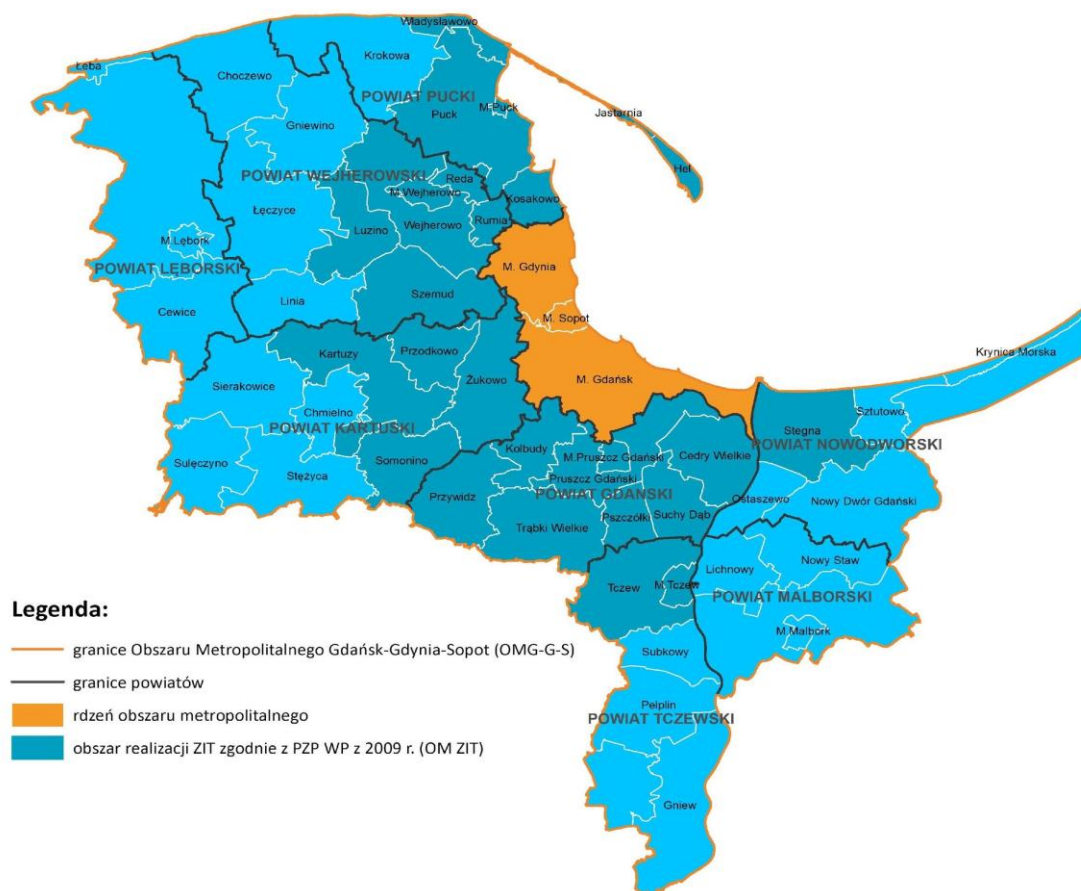 Władysławowo
Łeba
Choczewo
Krokowa
POWIAT PUCKI
M.Puck
Puck
Jastarnia
Hel
Gniewino
POWIAT WEJHEROWSKI
Reda
M.Wejherowo
Kosakowo
Łęczyce
Luzino
Wejherowo
Rumia
M.Lębork
POWIAT LĘBORSKI
M. Gdynia
Cewice
Linia
Szemud
M. Sopot
Kartuzy
Przodkowo
Żukowo
M. Gdańsk
Krynica Morska
Sierakowice
Chmielno
POWIAT KARTUSKI
Sztutowo
Stegna
POWIAT NOWODWORSKI
Sulęczyno
Stężyca
Somonino
Kolbudy
M.Pruszcz Gdański
Cedry Wielkie
Pruszcz Gdański
POWIAT GDAŃSKI
Przywidz
Ostaszewo
Nowy Dwór Gdański
Trąbki Wielkie
Pszczółki
Suchy Dąb
Tczew
M.Tczew
Lichnowy
Nowy Staw
POWIAT MALBORSKI
M.Malbork
Subkowy
Pelplin
POWIAT TCZEWSKI
Gniew
Legenda:
granice Obszaru Metropolitalnego Gdańsk-Gdynia-Sopot (OMG-G-S)
granice powiatów
rdzeń obszaru metropolitalnego
obszar realizacji ZIT zgodnie z PZP WP z 2009 r. (OM ZIT)